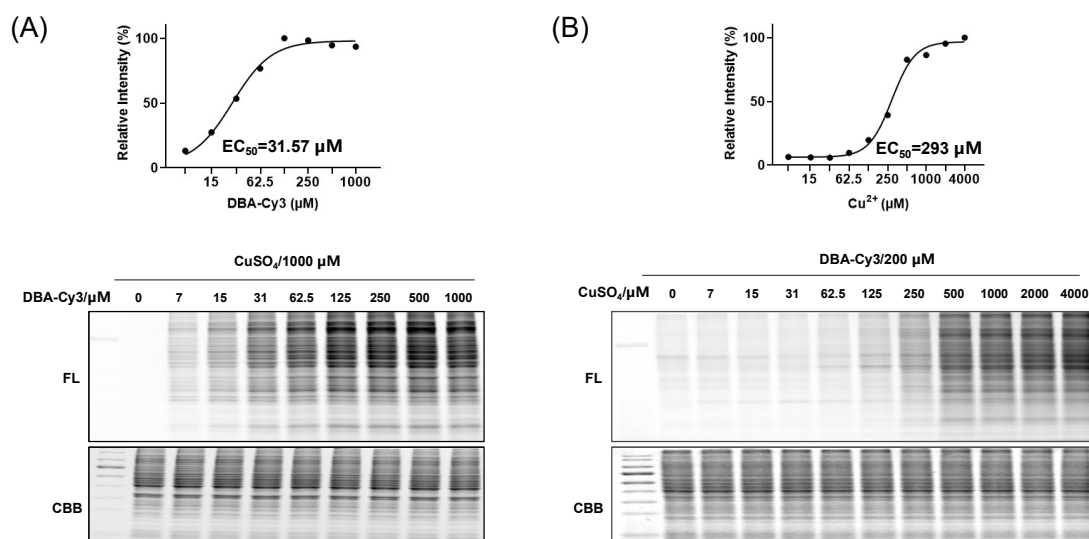 (A)
Relative Intensity (%)
100
50
0
EC₅₀=31.57 μM
15 62.5 250 1000
DBA-Cy3 (μM)
CuSO₄/1000 μM
DBA-Cy3/μM 0 7 15 31 62.5 125 250 500 1000
FL
CBB
(B)
Relative Intensity (%)
100
50
0
EC₅₀=293 μM
15 62.5 250 1000 4000
Cu²⁺ (μM)
DBA-Cy3/200 μM
CuSO₄/μM 0 7 15 31 62.5 125 250 500 1000 2000 4000
FL
CBB